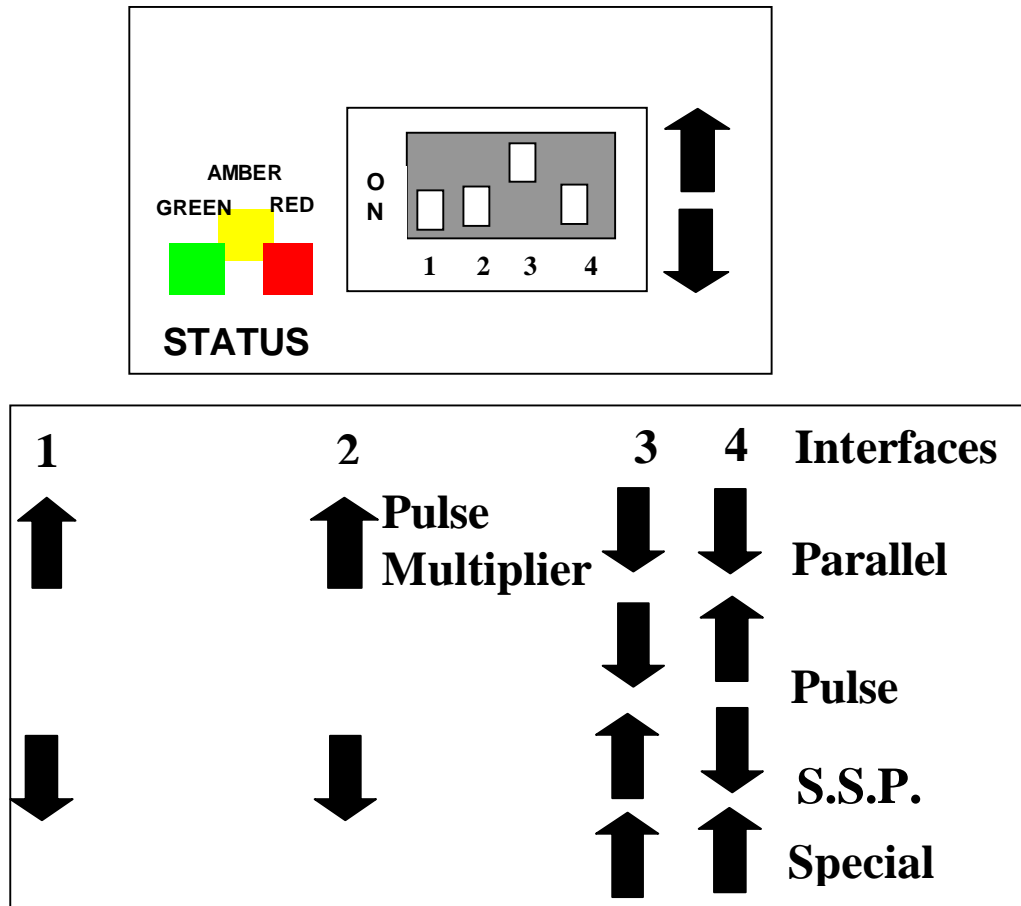 AMBER
GREEN RED
O
N
1 2 3 4
STATUS
1 2 3 4 Interfaces
Pulse
Multiplier
Parallel
Pulse
S.S.P.
Special